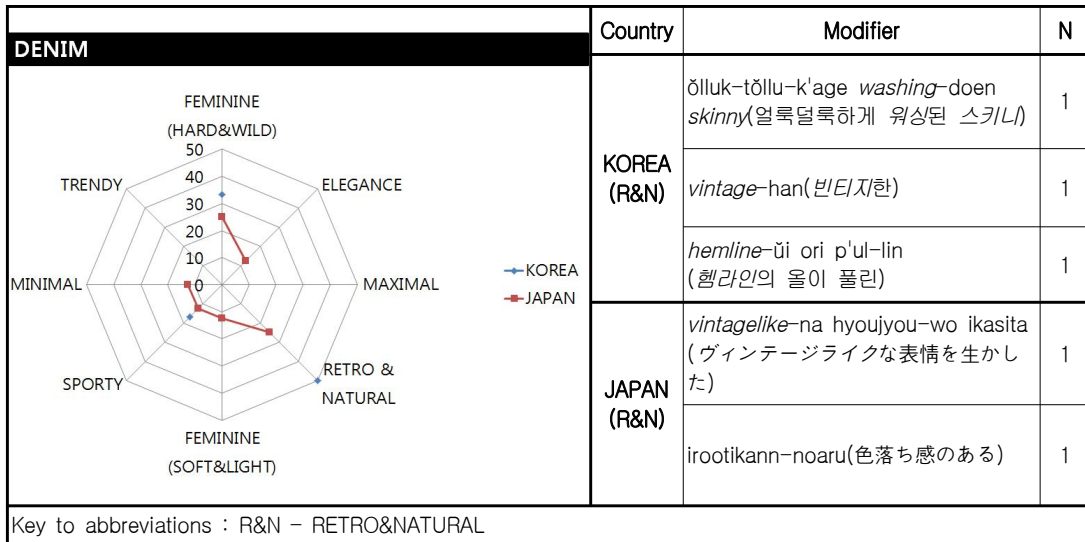 DENIM
FEMININE
(HARD&WILD)
50
40
30
20
10
0
ELEGANCE
MAXIMAL
RETRO &
NATURAL
FEMININE
(SOFT&LIGHT)
SPORTY
MINIMAL
TRENDY
KOREA
JAPAN
Country Modifier N
KOREA
(R&N)
ŏlluk-tŏllu-k'age washing-doen
skinny(얼룩덜룩하게 워싱된 스키니) 1
vintage-han(빈티지한) 1
hemline-ŭi ori p'ul-lin
(헴라인의 올이 풀린) 1
JAPAN
(R&N)
vintagelike-na hyoujyou-wo ikasita
(ヴィンテージライクな表情を生かし
た) 1
irootikann-noaru(色落ち感のある) 1
Key to abbreviations : R&N - RETRO&NATURAL